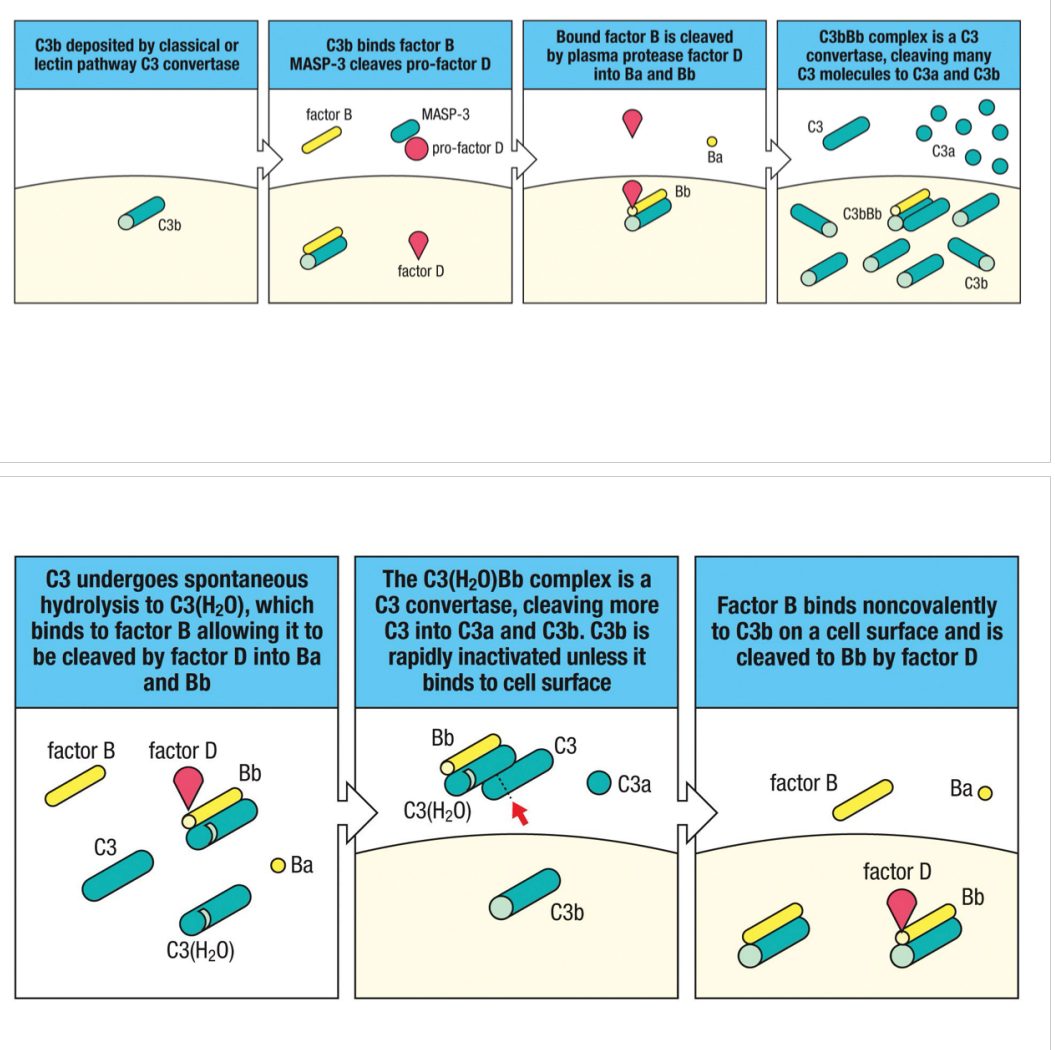 C3b deposited by classical or
lectin pathway C3 convertase
C3b
C3b binds factor B
MASP-3 cleaves pro-factor D
factor B
MASP-3
pro-factor D
factor D
Bound factor B is cleaved
by plasma protease factor D
into Ba and Bb
Ba
Bb
C3bBb complex is a C3
convertase, cleaving many
C3 molecules to C3a and C3b
C3
C3a
C3bBb
C3b
C3 undergoes spontaneous
hydrolysis to C3(H₂O), which
binds to factor B allowing it to
be cleaved by factor D into Ba
and Bb
factor B
factor D
Bb
C3
Ba
C3(H₂O)
The C3(H₂O)Bb complex is a
C3 convertase, cleaving more
C3 into C3a and C3b. C3b is
rapidly inactivated unless it
binds to cell surface
Bb
C3
C3a
C3(H₂O)
C3b
Factor B binds noncovalently
to C3b on a cell surface and is
cleaved to Bb by factor D
factor B
Ba
factor D
Bb